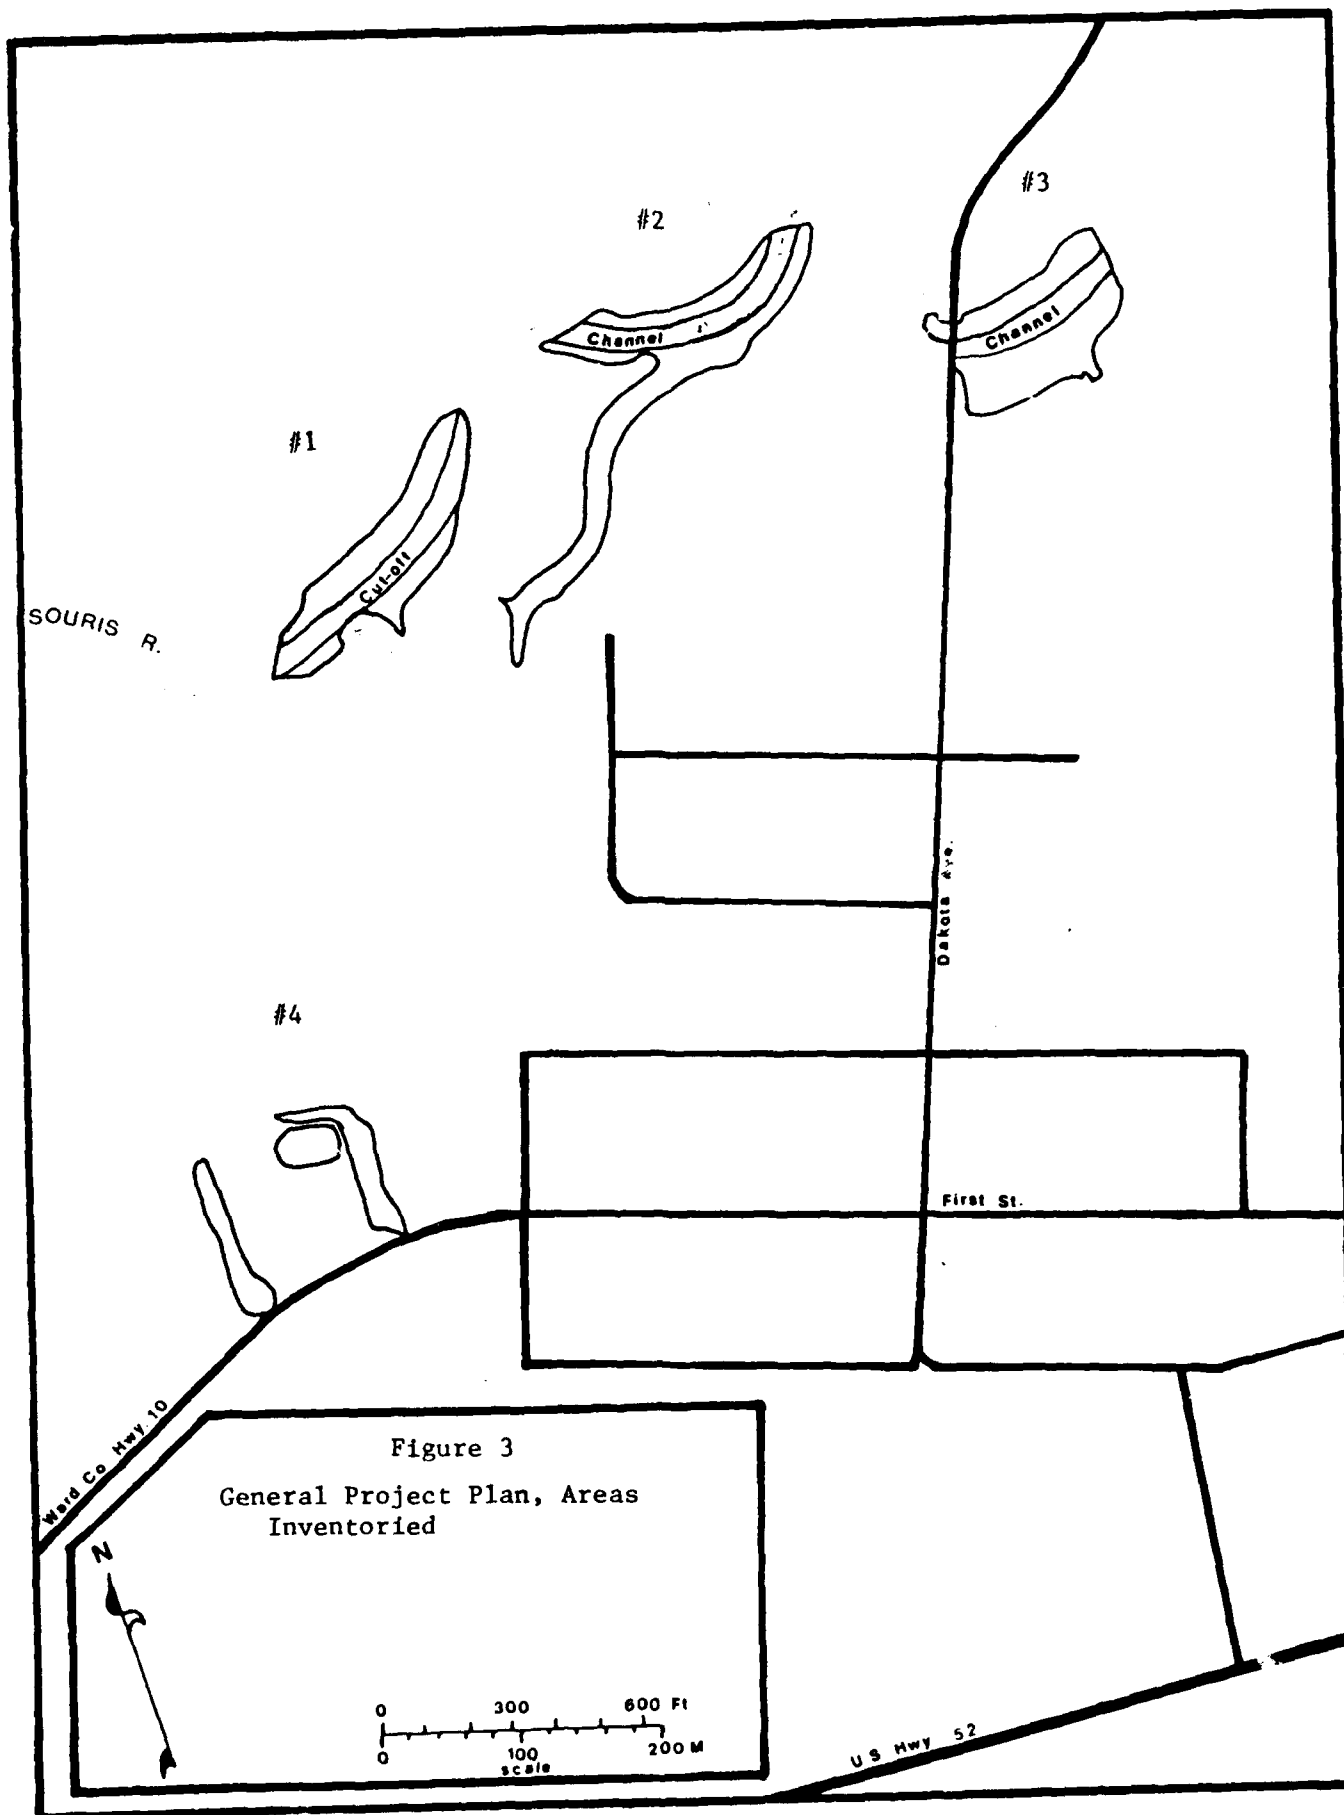 #3
#2
Channel
Channel
#1
Cut-off
SOURIS R.
Dakota Ave.
#4
First St.
Ward Co Hwy. 10
Figure 3
General Project Plan, Areas
Inventoried
N
0 300 600 Ft
0 100 200 M
scale
US Hwy 52